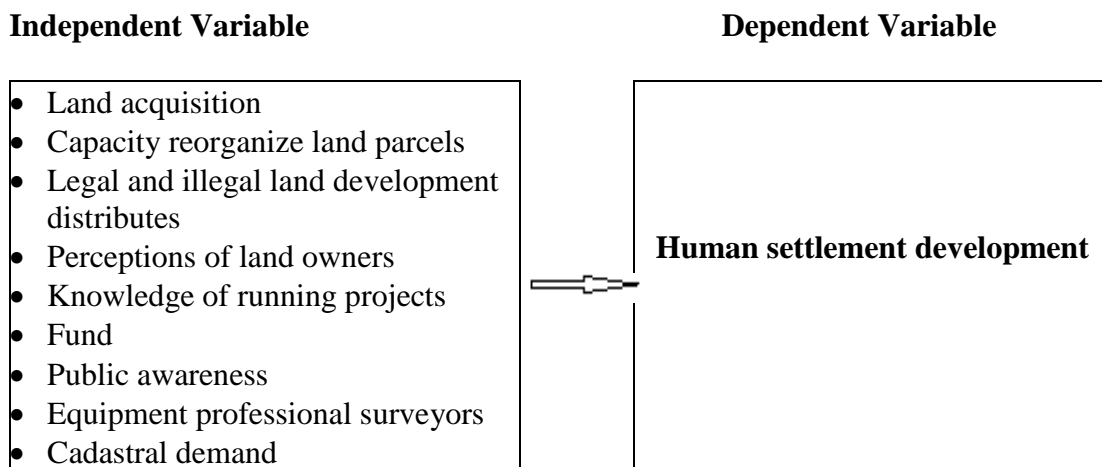 Independent Variable
Dependent Variable
• Land acquisition
• Capacity reorganize land parcels
• Legal and illegal land development
distributes
• Perceptions of land owners
• Knowledge of running projects
• Fund
• Public awareness
• Equipment professional surveyors
• Cadastral demand
Human settlement development